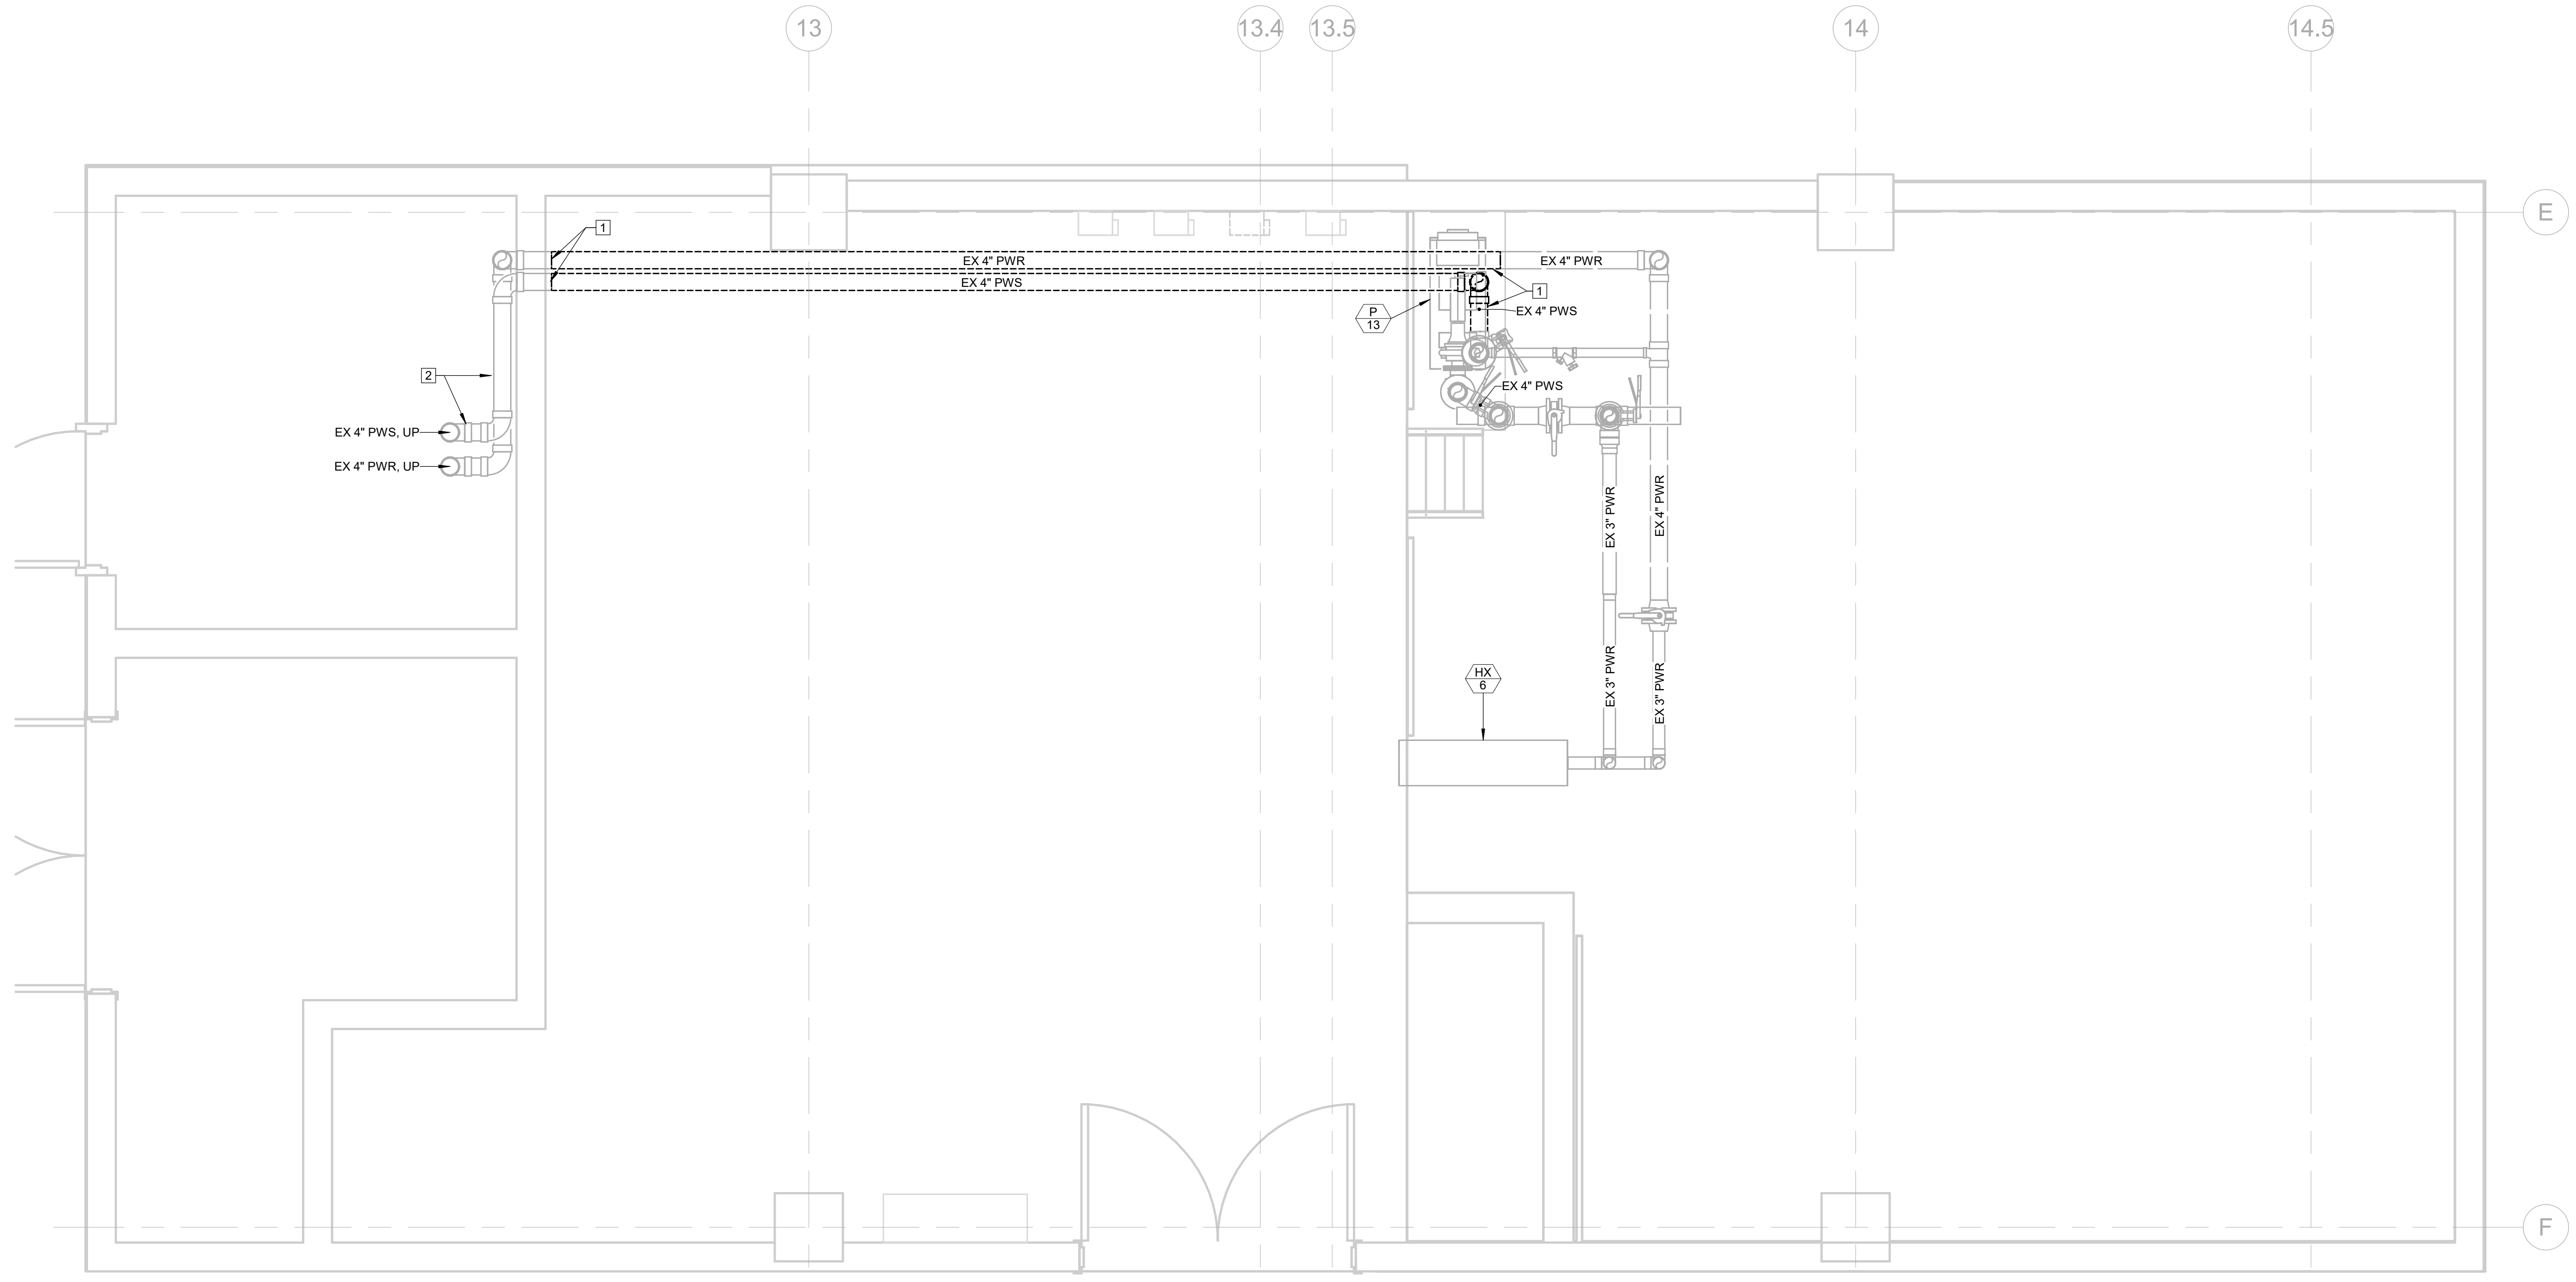 13
13.4
13.5
14
14.5
E
1
EX 4" PWR
EX 4" PWR
EX 4" PWS
1
EX 4" PWS
P
13
2
EX 4" PWS
EX 4" PWS, UP
EX 4" PWR, UP
EX 3" PWR
EX 4" PWR
EX 3" PWR
EX 3" PWR
HX
6
F